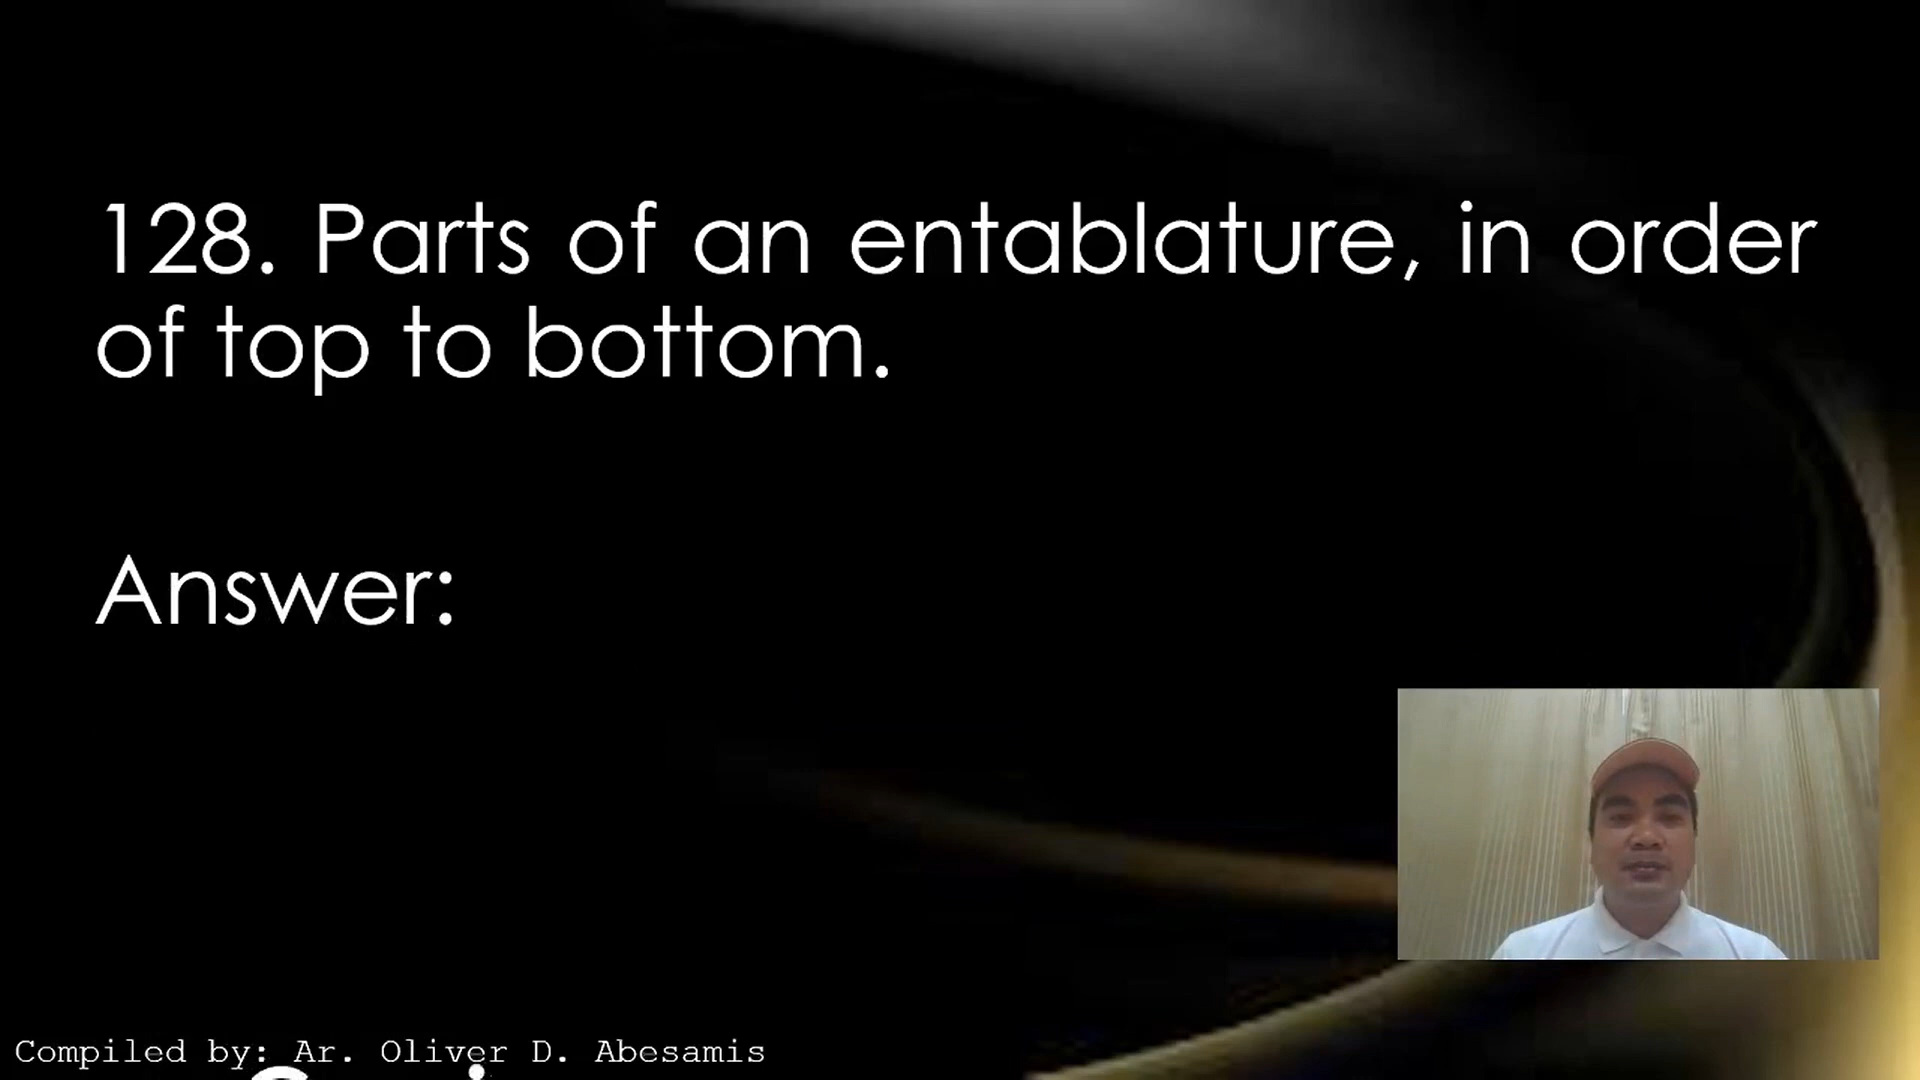 128. Parts of an entablature, in order
of top to bottom.
Answer:
Compiled by: Ar. Oliver D. Abesamis